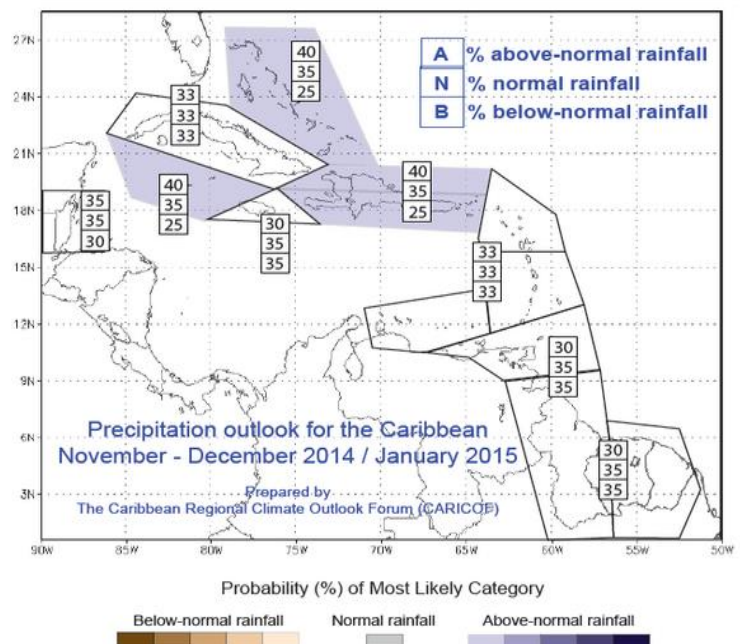 27N
24N
21N
18N
15N
12N
9N
6N
3N
A % above-normal rainfall
N % normal rainfall
B % below-normal rainfall
40
35
25
33
33
33
40
35
25
40
35
25
35
35
30
30
35
35
33
33
33
30
35
35
30
35
35
Precipitation outlook for the Caribbean
November - December 2014 / January 2015
Prepared by
The Caribbean Regional Climate Outlook Forum (CARICOF)
90W 85W 80W 75W 70W 65W 60W 55W 50W
Probability (%) of Most Likely Category
Below-normal rainfall Normal rainfall Above-normal rainfall